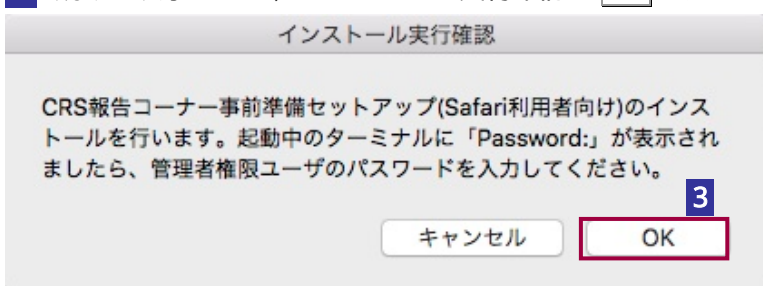 インストール実行確認
CRS報告コーナー事前準備セットアップ(Safari利用者向け)のインス
トールを行います。起動中のターミナルに「Password:」が表示され
ましたら、管理者権限ユーザのパスワードを入力してください。
3
キャンセル
OK